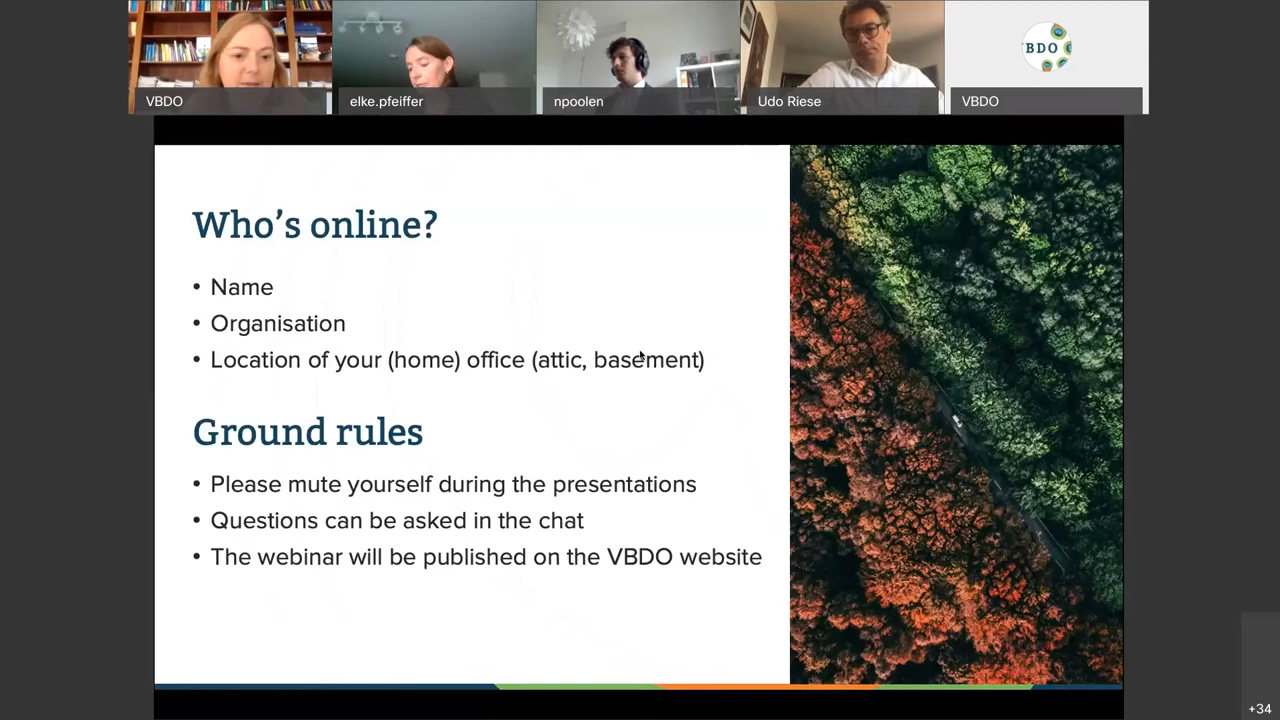 BDO
VBDO
elke.pfeiffer
npoolen
Udo Riese
VBDO
Who's online?
• Name
• Organisation
• Location of your (home) office (attic, basement)
Ground rules
• Please mute yourself during the presentations
• Questions can be asked in the chat
• The webinar will be published on the VBDO website
+34